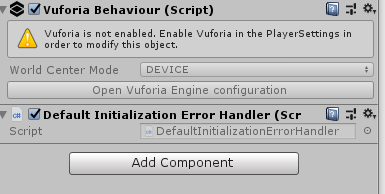 Vuforia Behaviour (Script)
Vuforia is not enabled. Enable Vuforia in the PlayerSettings in
order to modify this object.
World Center Mode DEVICE
Open Vuforia Engine configuration
Default Initialization Error Handler (Scr
Script DefaultInitializationErrorHandler
Add Component